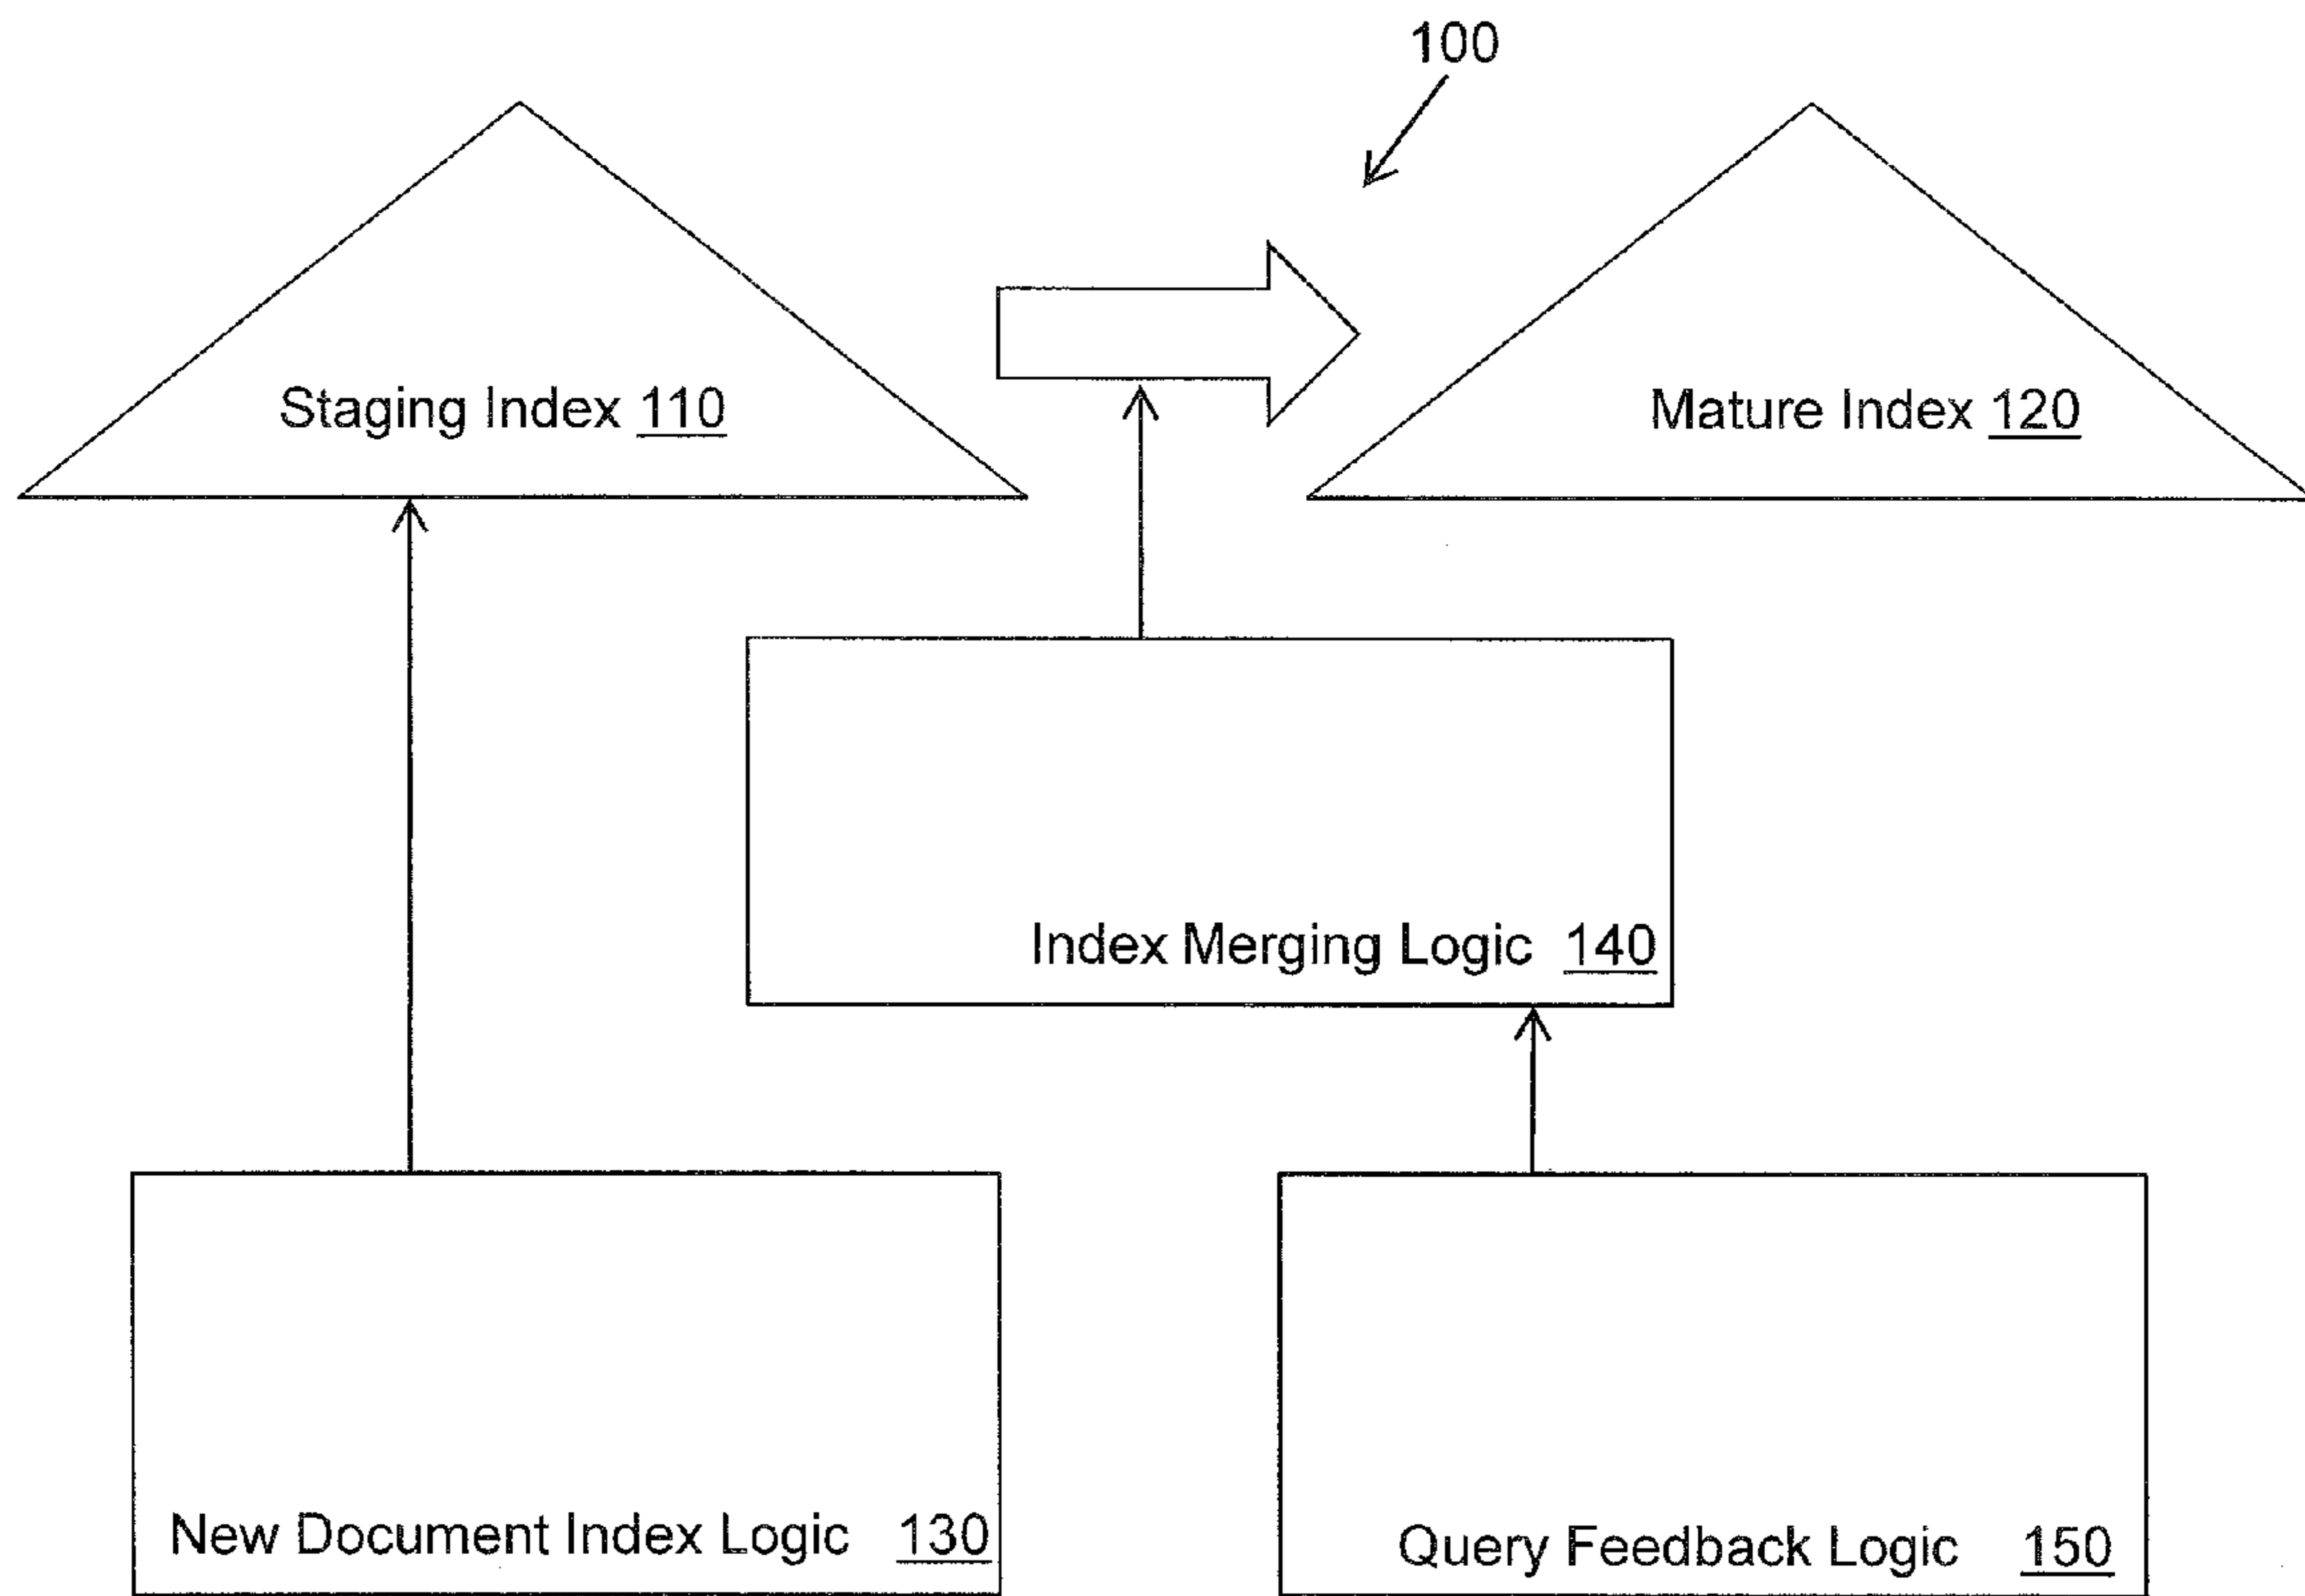 100
Staging Index 110
Mature Index 120
Index Merging Logic 140
New Document Index Logic 130
Query Feedback Logic 150